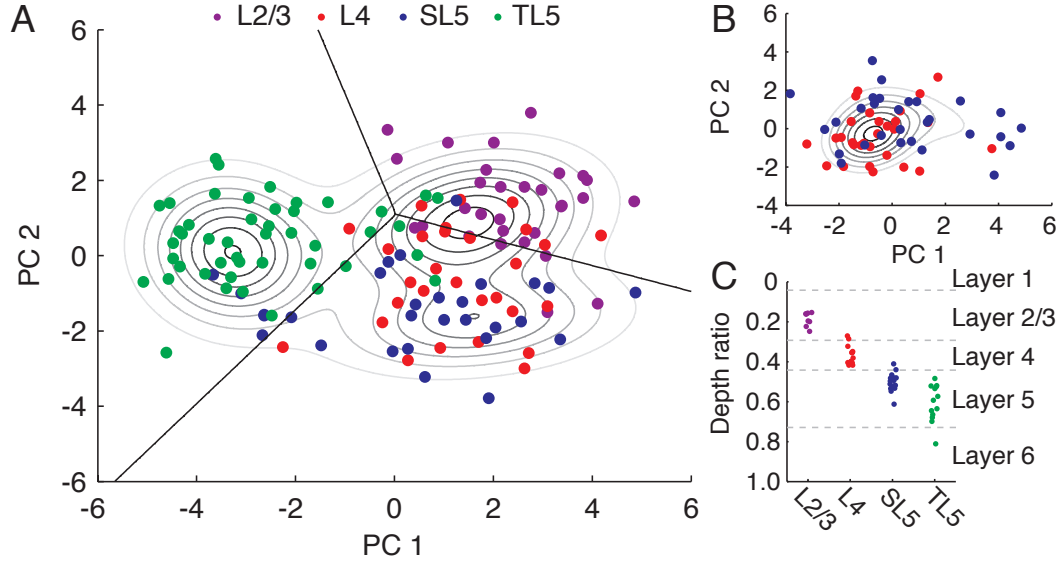 A
L2/3 L4 SL5 TL5
6
4
2
0
-2
-4
-6
PC 2
-6 -4 -2 0 2 4 6
PC 1
B
6
4
2
0
-2
-4
PC 2
-4 -2 0 2 4 6
PC 1
C
0
0.2
0.4
0.6
0.8
1.0
Depth ratio
Layer 1
Layer 2/3
Layer 4
Layer 5
Layer 6
L2/3 L4 SL5 TL5